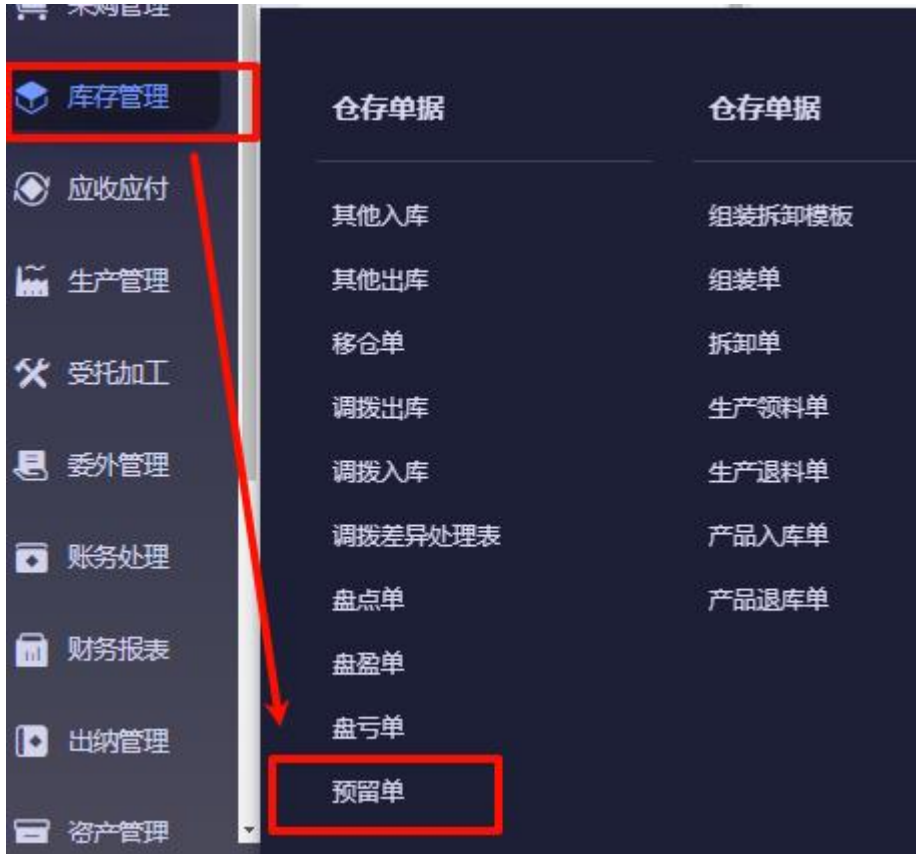 采购管理
库存管理
应收应付
生产管理
受托加工
委外管理
账务处理
财务报表
出纳管理
资产管理
仓存单据
其他入库
其他出库
移仓单
调拨出库
调拨入库
调拨差异处理表
盘点单
盘盈单
盘亏单
预留单
仓存单据
组装拆卸模板
组装单
拆卸单
生产领料单
生产退料单
产品入库单
产品退库单